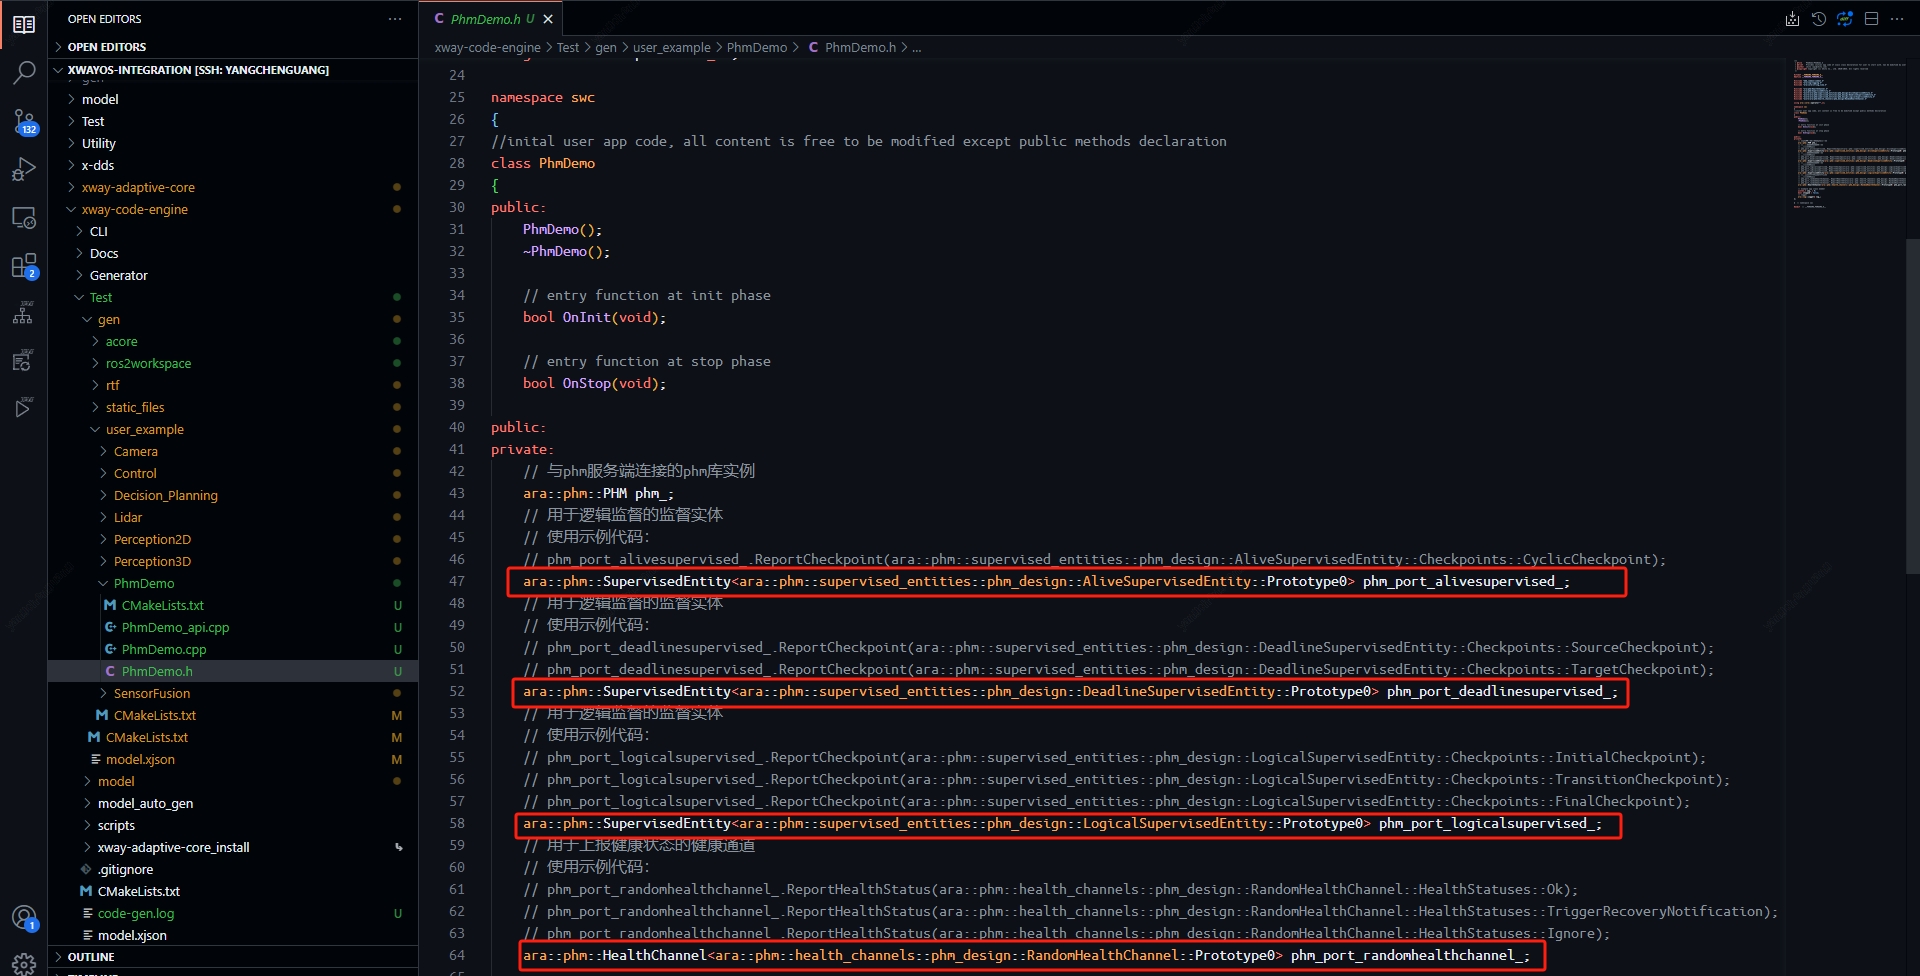 OPEN EDITORS
OPEN EDITORS
XWAYOS-INTEGRATION [SSH: YANGCHENGUANG]
gen
model
Test
Utility
x-dds
xway-adaptive-core
xway-code-engine
CLI
Docs
Generator
Test
gen
acore
ros2workspace
rtf
static_files
user_example
Camera
Control
Decision_Planning
Lidar
Perception2D
Perception3D
PhmDemo
CMakeLists.txt U
PhmDemo_api.cpp U
PhmDemo.cpp U
PhmDemo.h U
SensorFusion
CMakeLists.txt M
CMakeLists.txt M
model.xjson M
model
model_auto_gen
scripts
xway-adaptive-core_install
.gitignore
CMakeLists.txt
code-gen.log U
model.xjson
OUTLINE
132
2
1
C PhmDemo.h U
xway-code-engine > Test > gen > user_example > PhmDemo > C PhmDemo.h > ...
24
25 namespace swc
26 {
27 //inital user app code, all content is free to be modified except public methods declaration
28 class PhmDemo
29 {
30 public:
31 PhmDemo();
32 ~PhmDemo();
33
34 // entry function at init phase
35 bool OnInit(void);
36
37 // entry function at stop phase
38 bool OnStop(void);
39
40 public:
41 private:
42 // 与phm服务端连接的phm库实例
43 ara::phm::PHM phm_;
44 // 用于逻辑监督的监督实体
45 // 使用示例代码:
46 // phm_port_alivesupervised_.ReportCheckpoint(ara::phm::supervised_entities::phm_design::AliveSupervisedEntity::Checkpoints::CyclicCheckpoint);
47 ara::phm::SupervisedEntity<ara::phm::supervised_entities::phm_design::AliveSupervisedEntity::Prototype0> phm_port_alivesupervised_;
48 // 用于逻辑监督的监督实体
49 // 使用示例代码:
50 // phm_port_deadlinesupervised_.ReportCheckpoint(ara::phm::supervised_entities::phm_design::DeadlineSupervisedEntity::Checkpoints::SourceCheckpoint);
51 // phm_port_deadlinesupervised_.ReportCheckpoint(ara::phm::supervised_entities::phm_design::DeadlineSupervisedEntity::Checkpoints::TargetCheckpoint);
52 ara::phm::SupervisedEntity<ara::phm::supervised_entities::phm_design::DeadlineSupervisedEntity::Prototype0> phm_port_deadlinesupervised_;
53 // 用于逻辑监督的监督实体
54 // 使用示例代码:
55 // phm_port_logicalsupervised_.ReportCheckpoint(ara::phm::supervised_entities::phm_design::LogicalSupervisedEntity::Checkpoints::InitialCheckpoint);
56 // phm_port_logicalsupervised_.ReportCheckpoint(ara::phm::supervised_entities::phm_design::LogicalSupervisedEntity::Checkpoints::TransitionCheckpoint);
57 // phm_port_logicalsupervised_.ReportCheckpoint(ara::phm::supervised_entities::phm_design::LogicalSupervisedEntity::Checkpoints::FinalCheckpoint);
58 ara::phm::SupervisedEntity<ara::phm::supervised_entities::phm_design::LogicalSupervisedEntity::Prototype0> phm_port_logicalsupervised_;
59 // 用于上报健康状态的健康通道
60 // 使用示例代码:
61 // phm_port_randomhealthchannel_.ReportHealthStatus(ara::phm::health_channels::phm_design::RandomHealthChannel::HealthStatuses::Ok);
62 // phm_port_randomhealthchannel_.ReportHealthStatus(ara::phm::health_channels::phm_design::RandomHealthChannel::HealthStatuses::TriggerRecoveryNotification);
63 // phm_port_randomhealthchannel_.ReportHealthStatus(ara::phm::health_channels::phm_design::RandomHealthChannel::HealthStatuses::Ignore);
64 ara::phm::HealthChannel<ara::phm::health_channels::phm_design::RandomHealthChannel::Prototype0> phm_port_randomhealthchannel_;